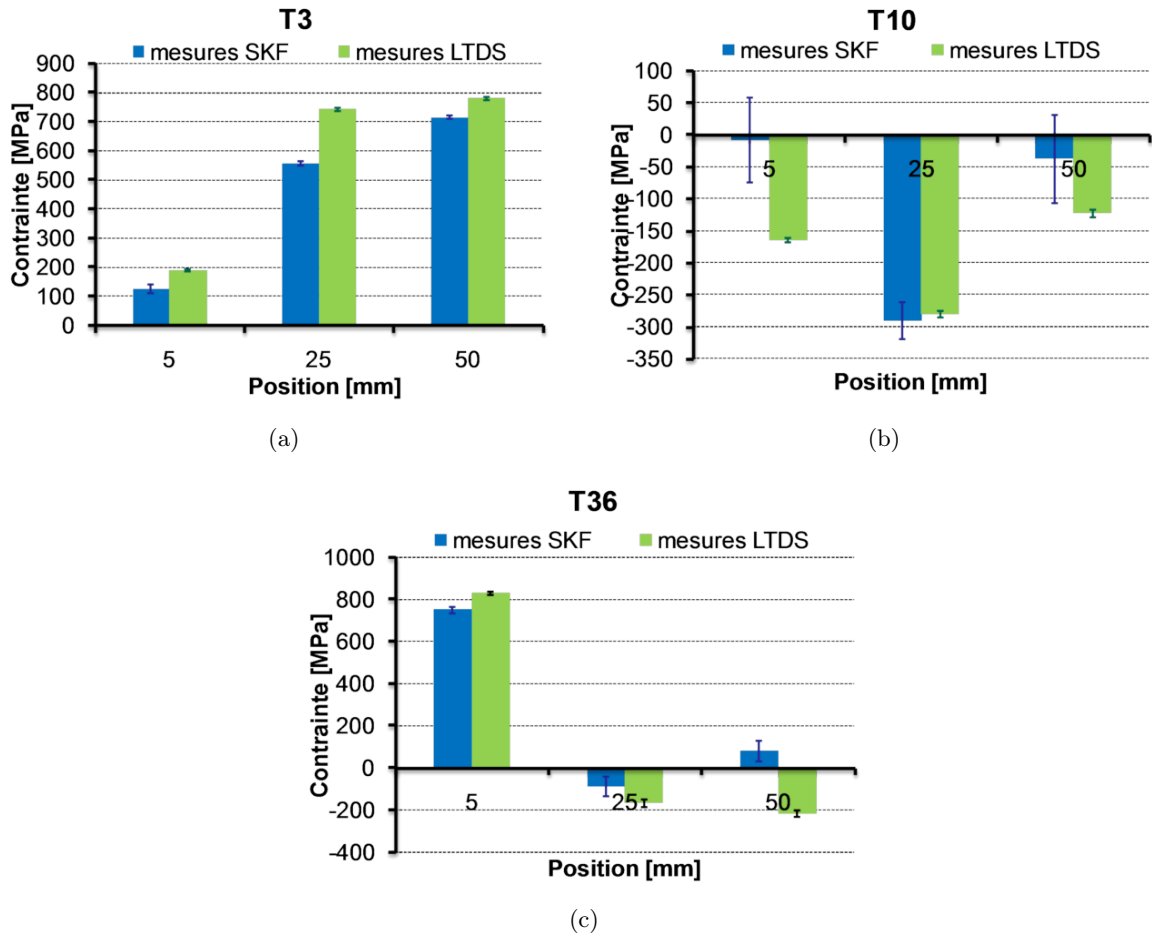 T3
mesures SKF mesures LTDS
Contrainte [MPa]
900
800
700
600
500
400
300
200
100
0
5 25 50
Position [mm]
(a)
T10
mesures SKF mesures LTDS
Contrainte [MPa]
100
50
0
-50
-100
-150
-200
-250
-300
-350
5 25 50
Position [mm]
(b)
T36
mesures SKF mesures LTDS
Contrainte [MPa]
1000
800
600
400
200
0
-200
-400
5 25 50
Position [mm]
(c)